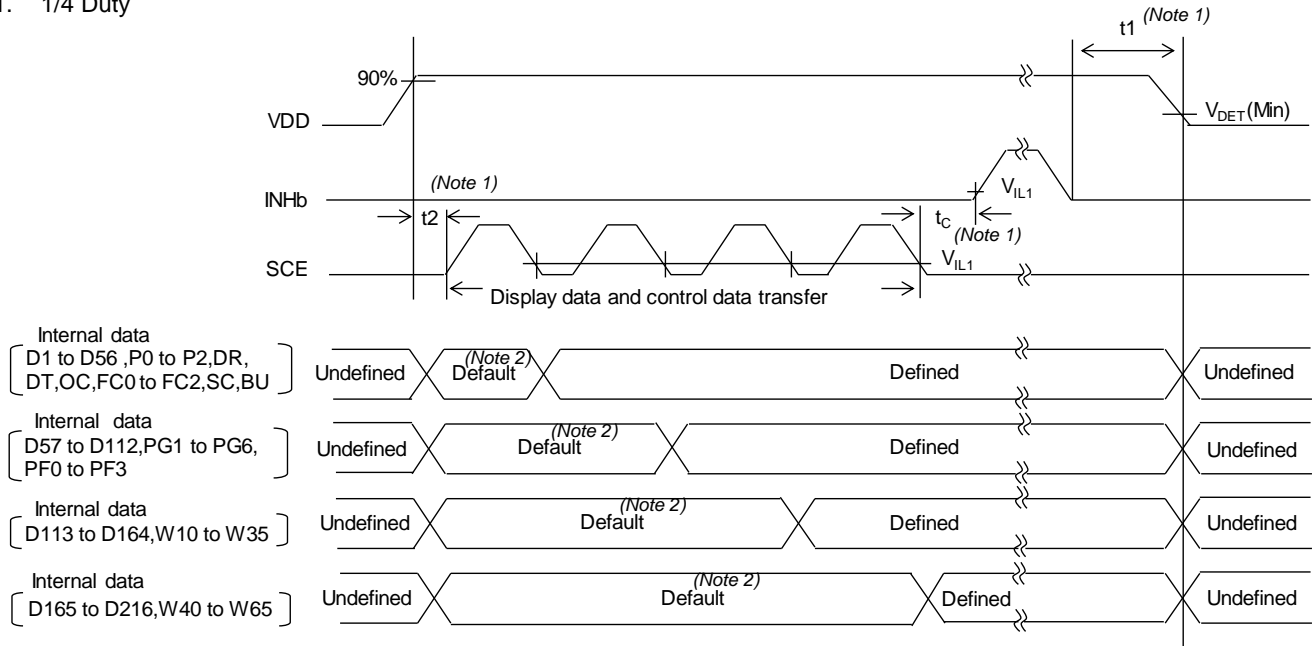 1. 1/4 Duty
t1 (Note 1)
90%
VDD
VDET(Min)
(Note 1)
INHb
VIL1
t2
tC
(Note 1)
SCE
VIL1
Display data and control data transfer
Internal data
D1 to D56 ,P0 to P2,DR,
DT,OC,FC0 to FC2,SC,BU
Undefined
(Note 2)
Default
Defined
Undefined
Internal data
D57 to D112,PG1 to PG6,
PF0 to PF3
Undefined
(Note 2)
Default
Defined
Undefined
Internal data
D113 to D164,W10 to W35
Undefined
(Note 2)
Default
Defined
Undefined
Internal data
D165 to D216,W40 to W65
Undefined
(Note 2)
Default
Defined
Undefined